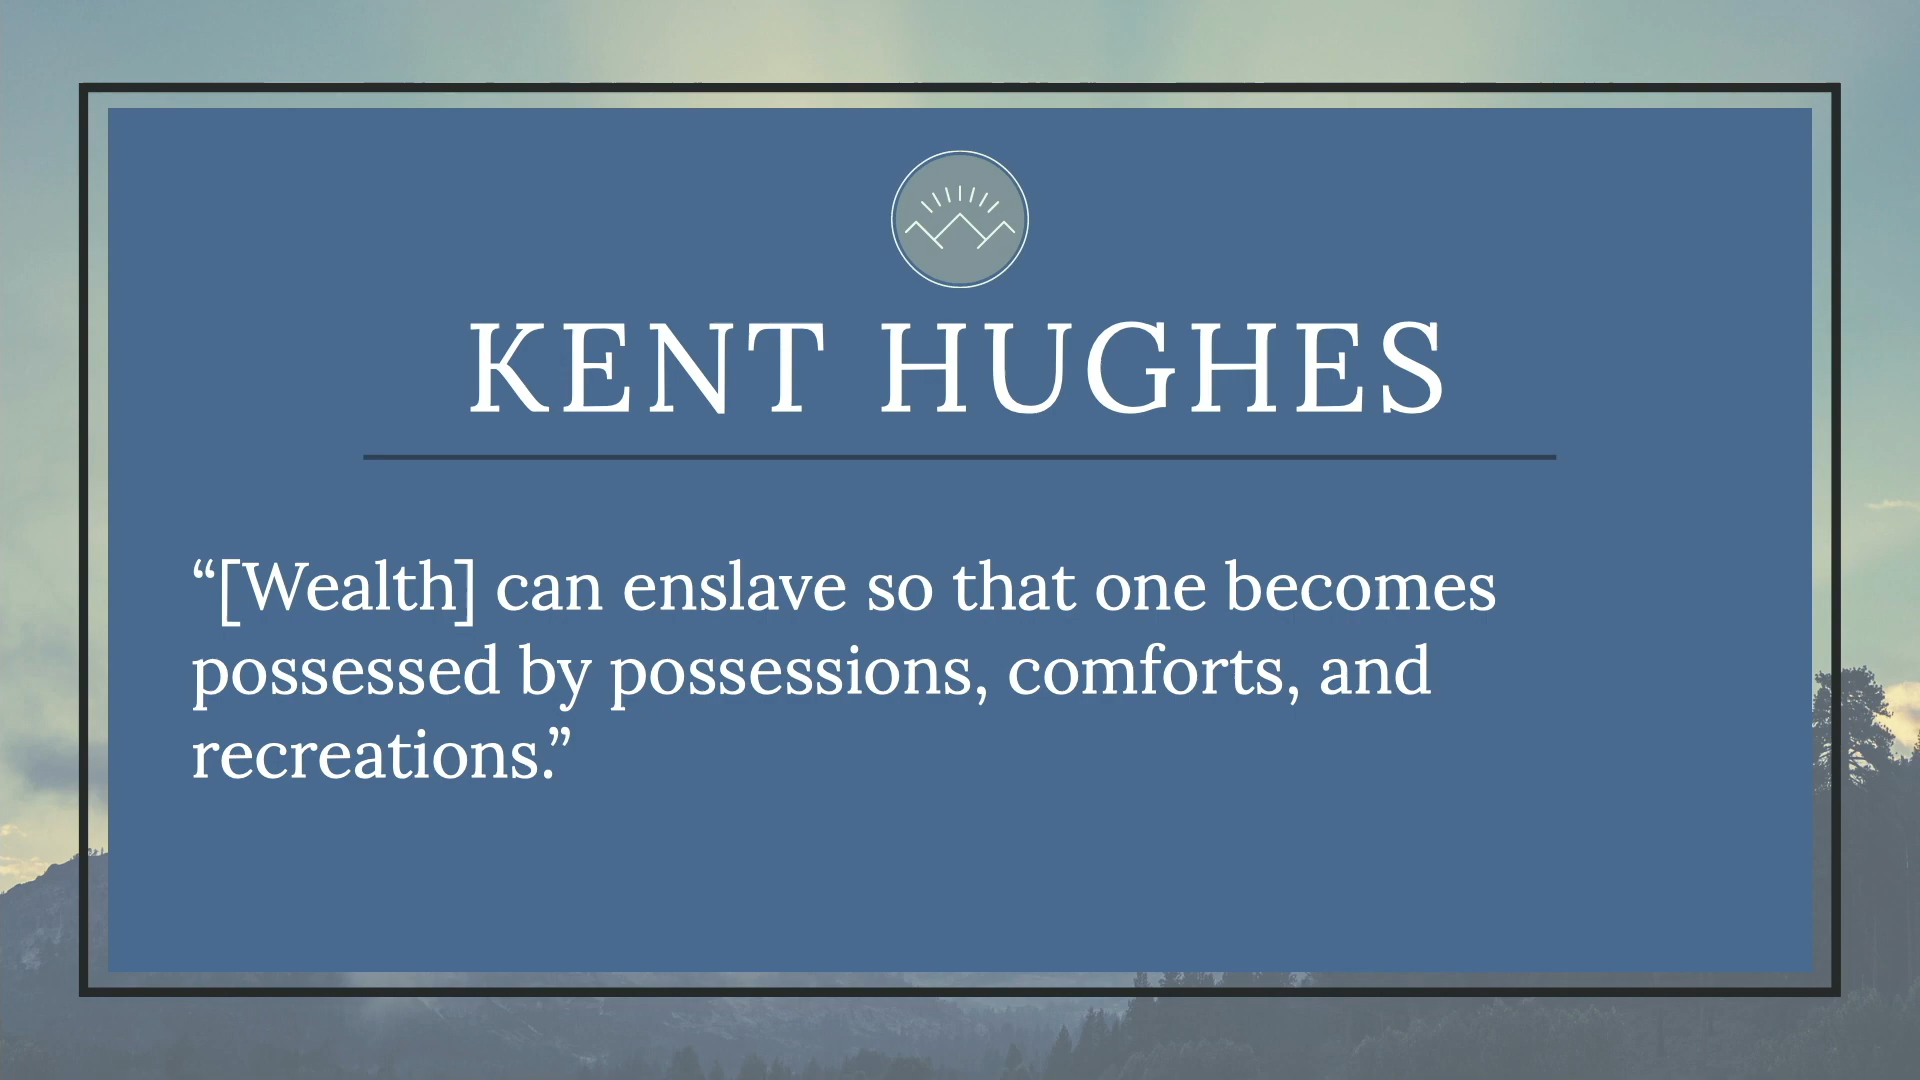 KENT HUGHES
“[Wealth] can enslave so that one becomes
possessed by possessions, comforts, and
recreations.”